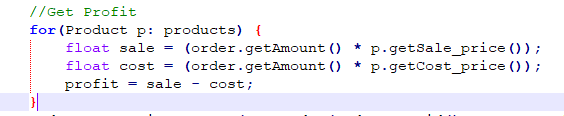 //Get Profit
for(Product p: products) {
float sale = (order.getAmount() * p.getSale_price());
float cost = (order.getAmount() * p.getCost_price());
profit = sale - cost;
}